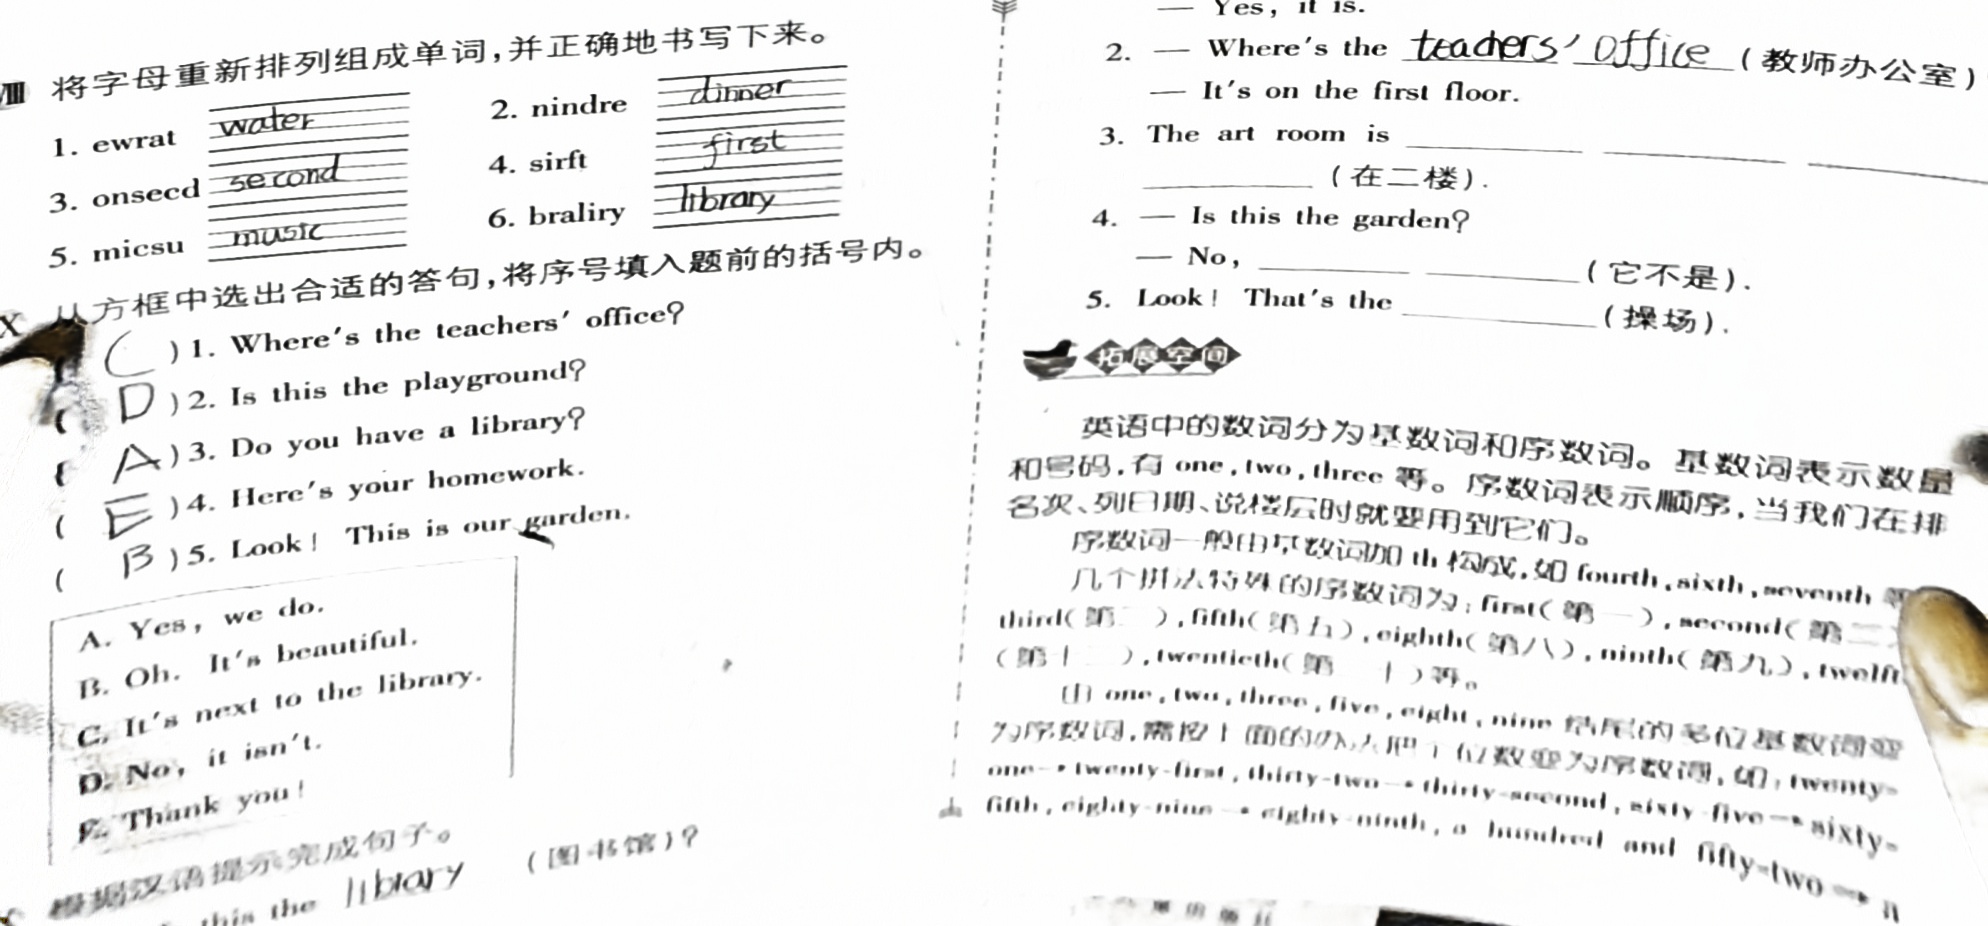 Ⅷ 将字母重新排列组成单词,并正确地书写下来。
1. ewrat water 2. nindre dinner
3. onsecd second 4. sirft first
5. micsu music 6. braliry library
从方框中选出合适的答句,将序号填入题前的括号内。
( C ) 1. Where's the teachers' office?
( D ) 2. Is this the playground?
( A ) 3. Do you have a library?
( E ) 4. Here's your homework.
( B ) 5. Look! This is our garden.
A. Yes, we do.
B. Oh. It's beautiful.
C. It's next to the library.
D. No, it isn't.
E. Thank you!
根据汉语提示完成句子。
this the library (图书馆)?
— Yes, it is.
2. — Where's the teachers' office (教师办公室)
— It's on the first floor.
3. The art room is
(在二楼).
4. — Is this the garden?
— No, (它不是).
5. Look! That's the (操场).
拓展空间
英语中的数词分为基数词和序数词。基数词表示数量
和号码,有 one,two,three 等。序数词表示顺序,当我们在排
名次、列日期、说楼层时就要用到它们。
序数词一般由基数词加 th 构成,如 fourth,sixth,seventh 等
几个拼法特殊的序数词为:first(第一),second(第二)
third(第三),fifth(第五),eighth(第八),ninth(第九),twelft
(第十二),twentieth(第二十)等。
由 one,two,three,five,eight,nine 结尾的多位基数词变
为序数词,需按上面的办法把个位数变为序数词,如:twenty-
one→twenty-first,thirty-two→thirty-second,sixty-five→sixty-
fifth,eighty-nine→eighty-ninth,a hundred and fifty-two→a